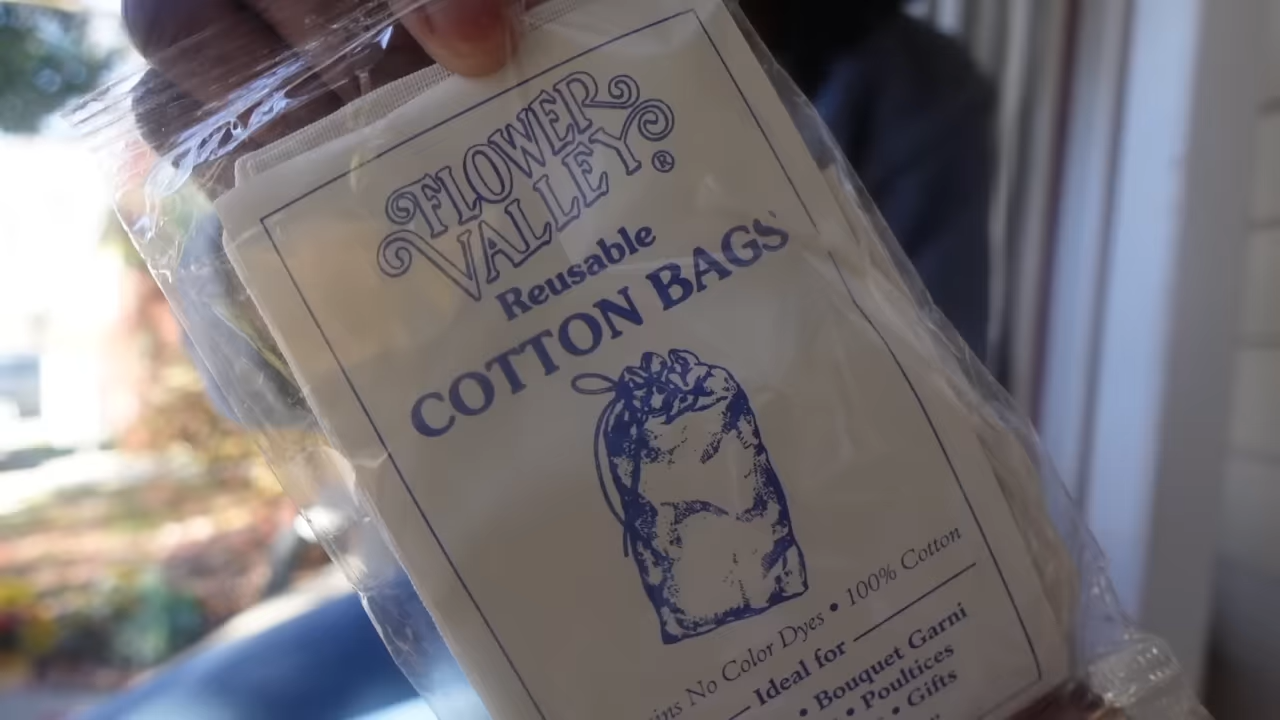 FLOWER
VALLEY®
Reusable
COTTON BAGS
No Color Dyes • 100% Cotton
Ideal for
• Bouquet Garni
• Poultices
• Gifts